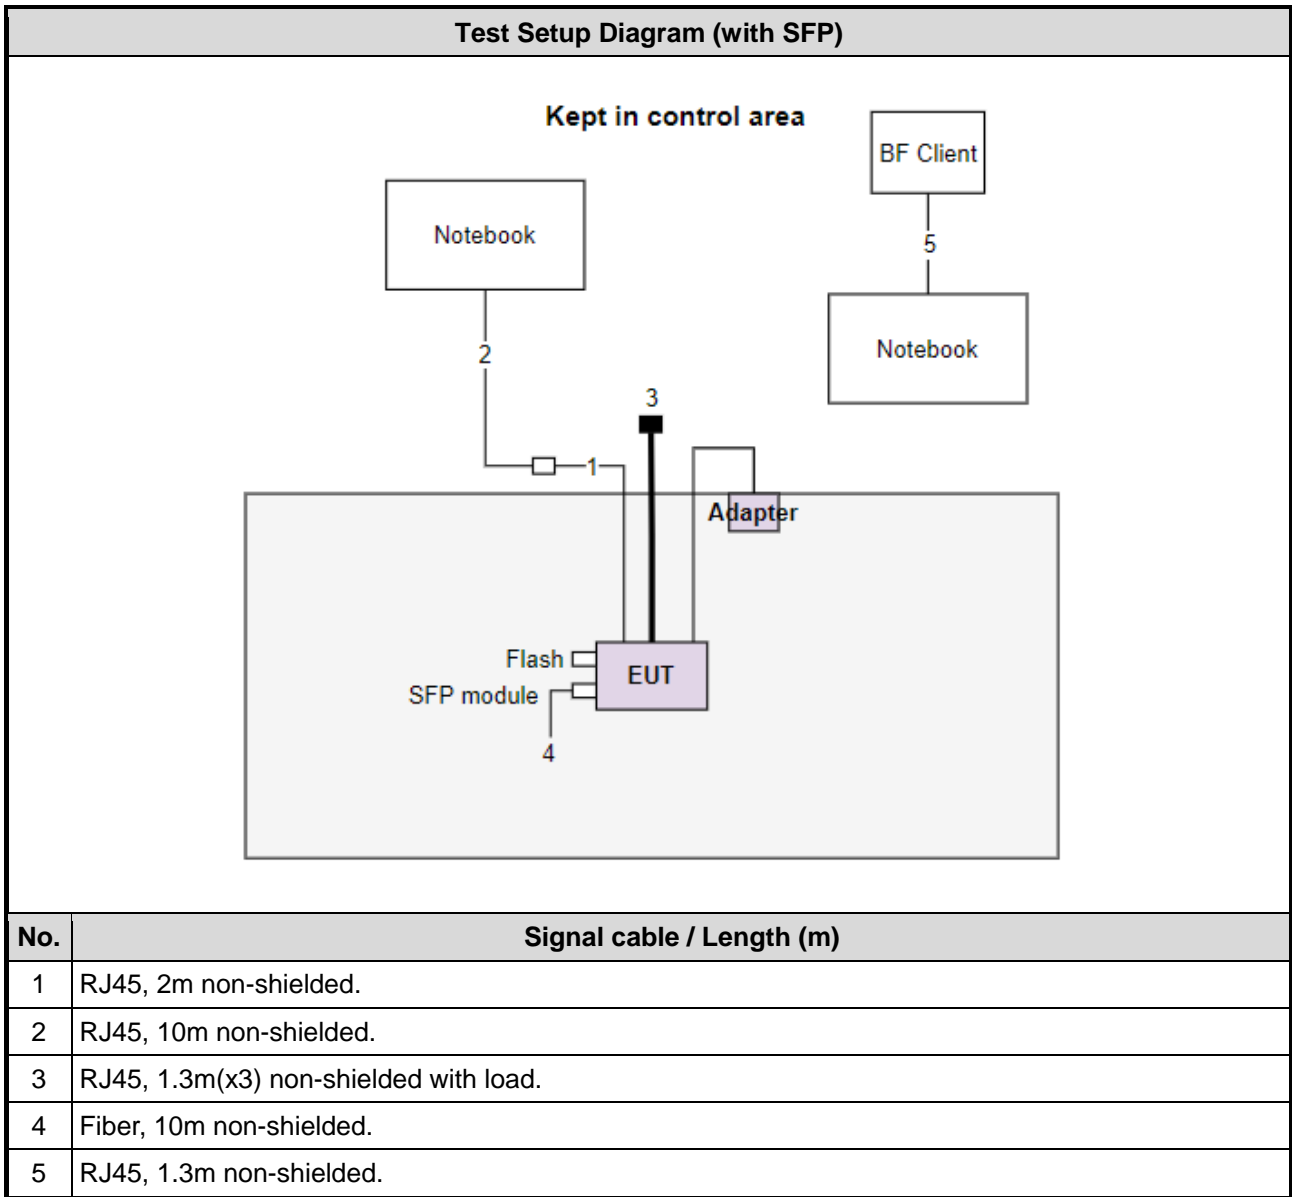 Test Setup Diagram (with SFP)
Kept in control area
BF Client
Notebook
5
2
Notebook
3
1
Adapter
Flash
EUT
SFP module
4
No. Signal cable / Length (m)
1 RJ45, 2m non-shielded.
2 RJ45, 10m non-shielded.
3 RJ45, 1.3m(x3) non-shielded with load.
4 Fiber, 10m non-shielded.
5 RJ45, 1.3m non-shielded.